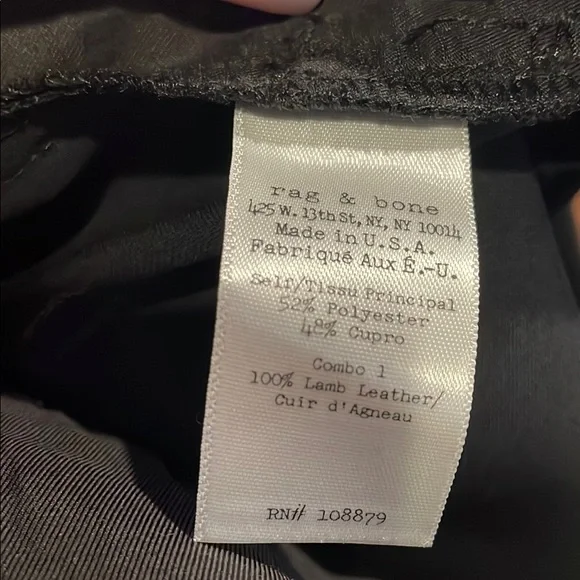 rag & bone
425 W. 13th St, NY, NY 10014
Made in U.S.A.
Fabriqué Aux É.-U.
Self/Tissu Principal
52% Polyester
48% Cupro
Combo 1
100% Lamb Leather/
Cuir d'Agneau
RN# 108879